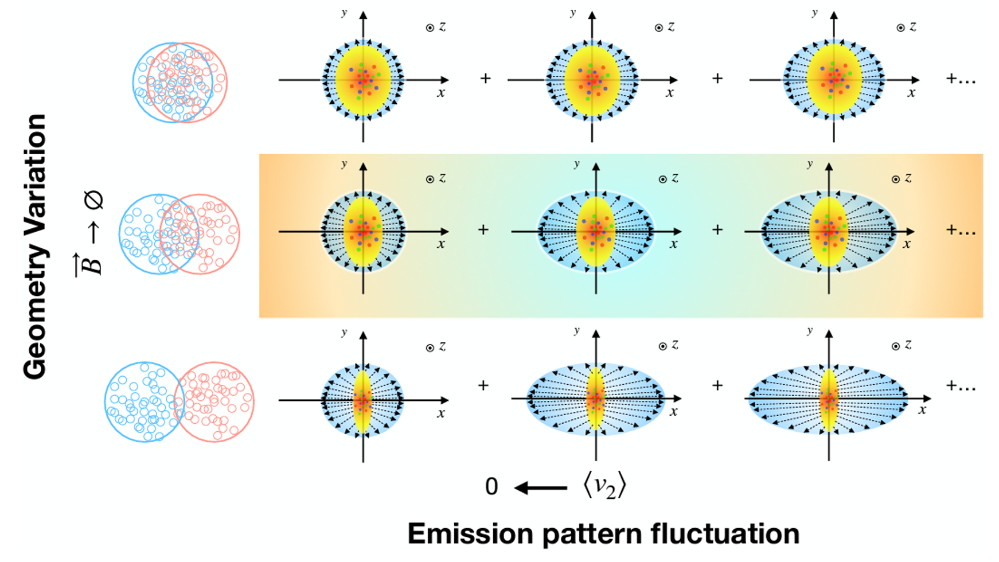 Geometry Variation
B → ∅
y z x + y z x + y z x +...
y z x + y z x + y z x +...
y z x + y z x + y z x +...
0 ← ⟨v₂⟩
Emission pattern fluctuation